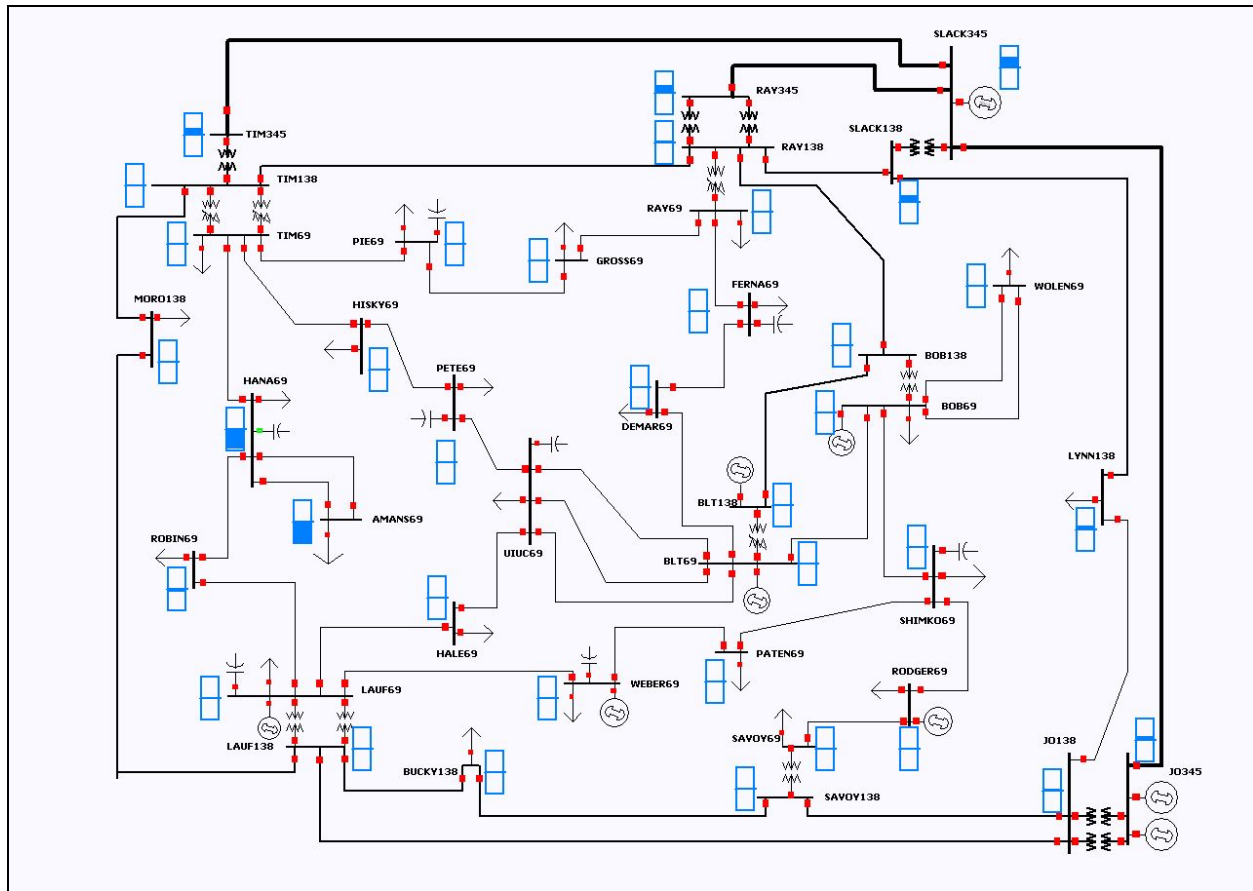 SLACK345
RAY345
TIM345
SLACK138
RAY138
TIM138
RAY69
TIM69
PIE69
GROSS69
FERNA69
WOLEN69
MORO138
HISKY69
BOB138
PETE69
HANA69
BOB69
DEMAR69
LYNN138
BLT138
AMANS69
ROBIN69
UIUC69
BLT69
SHIMKO69
HALE69
PATEN69
RODGER69
WEBER69
LAUF69
SAVOY69
LAUF138
JO138
BUCKY138
JO345
SAVOY138